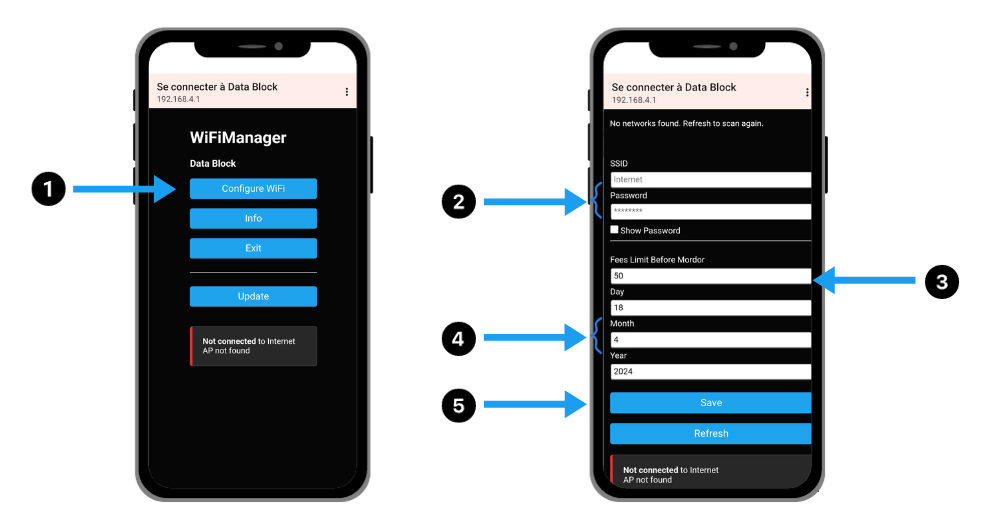 Se connecter à Data Block
192.168.4.1
WiFiManager
Data Block
1
Configure WiFi
Info
Exit
Update
Not connected to Internet
AP not found
Se connecter à Data Block
192.168.4.1
No networks found. Refresh to scan again.
SSID
Internet
2
Password
********
Show Password
Fees Limit Before Mordor
50
3
Day
18
Month
4
4
Year
2024
5
Save
Refresh
Not connected to Internet
AP not found